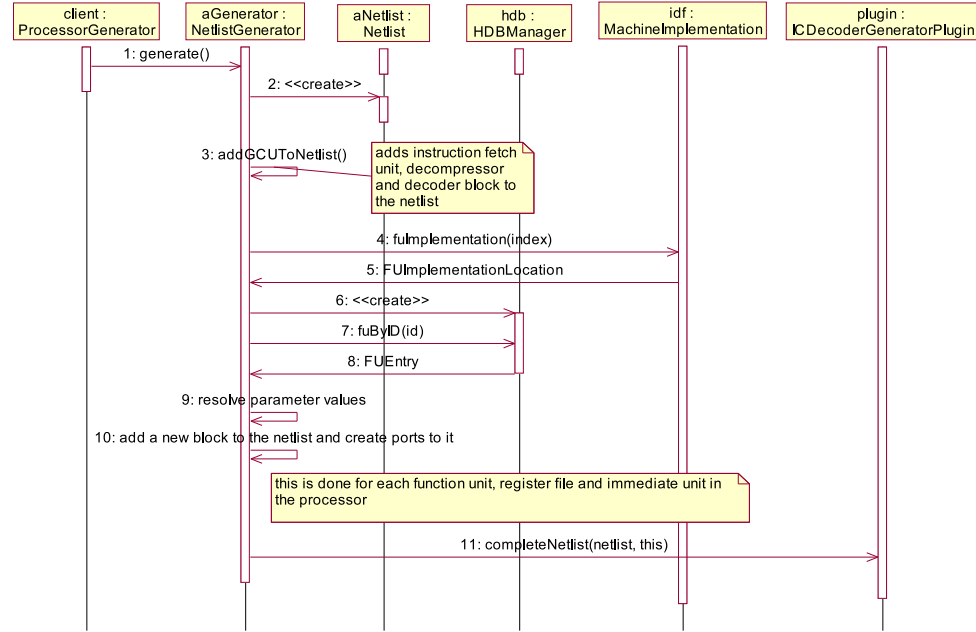 client :
ProcessorGenerator
aGenerator :
NetlistGenerator
aNetlist :
Netlist
hdb :
HDBManager
idf :
MachineImplementation
plugin :
ICDecoderGeneratorPlugin
1: generate()
2: <<create>>
3: addGCUToNetlist()
adds instruction fetch
unit, decompressor
and decoder block to
the netlist
4: fuImplementation(index)
5: FUImplementationLocation
6: <<create>>
7: fuByID(id)
8: FUEntry
9: resolve parameter values
10: add a new block to the netlist and create ports to it
this is done for each function unit, register file and immediate unit in
the processor
11: completeNetlist(netlist, this)